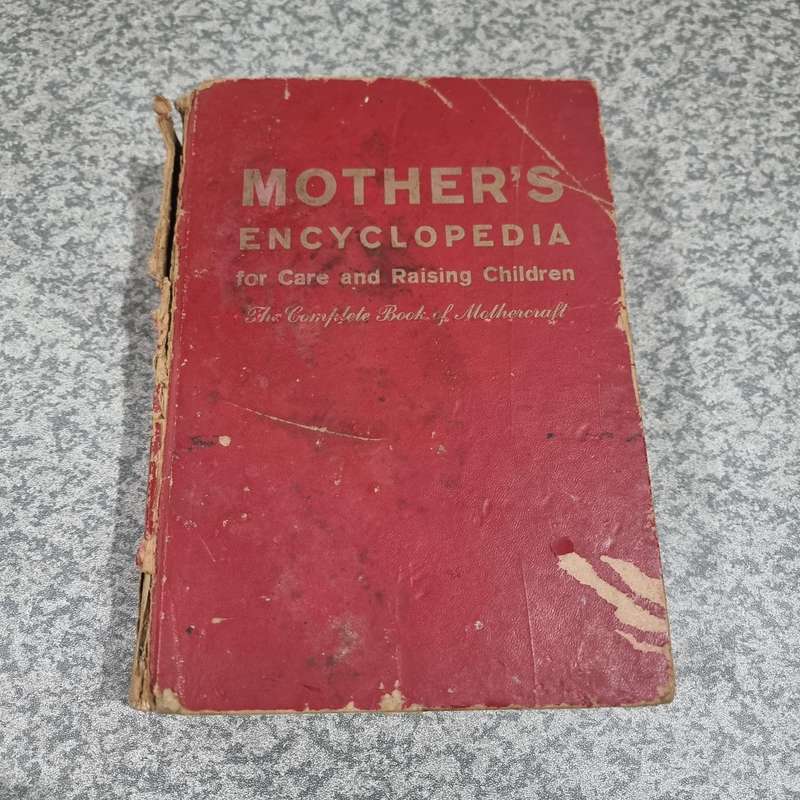 MOTHER'S
ENCYCLOPEDIA
for Care and Raising Children
The Complete Book of Mothercraft